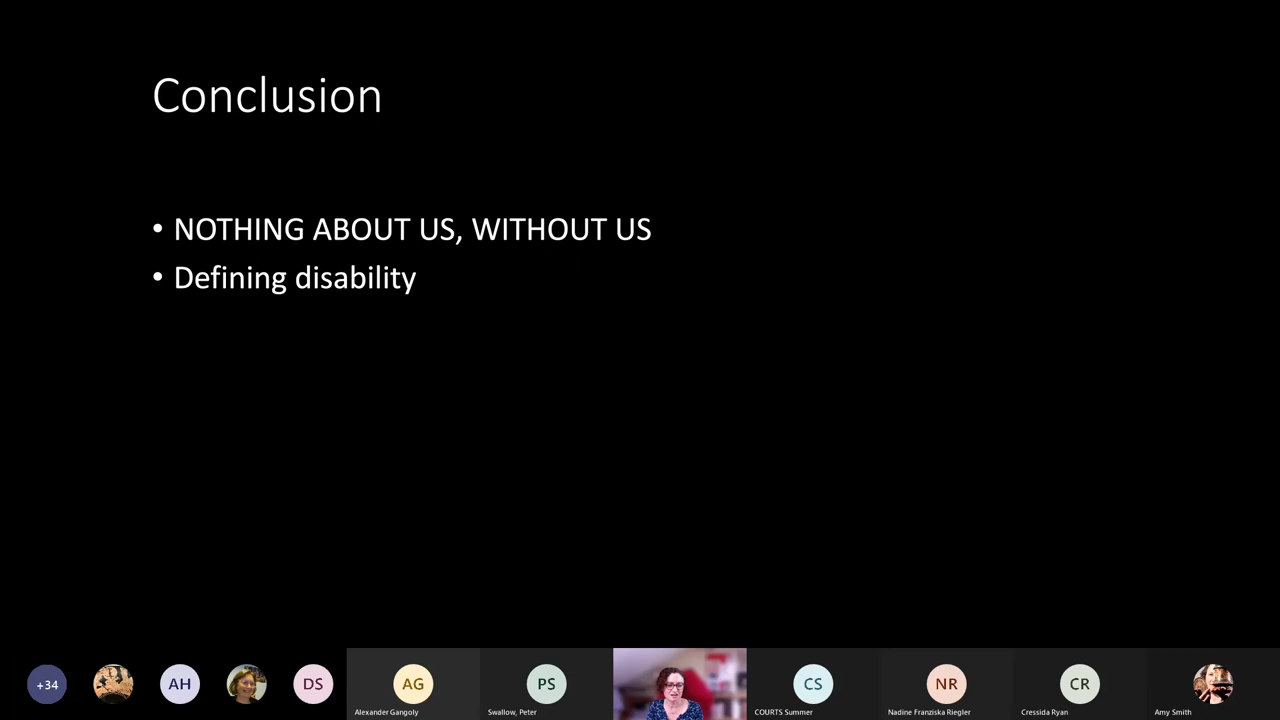 Conclusion
• NOTHING ABOUT US, WITHOUT US
• Defining disability
+34
AH
DS
AG
Alexander Gangoly
PS
Swallow, Peter
CS
COURTS Summer
NR
Nadine Franziska Riegler
CR
Cressida Ryan
Amy Smith